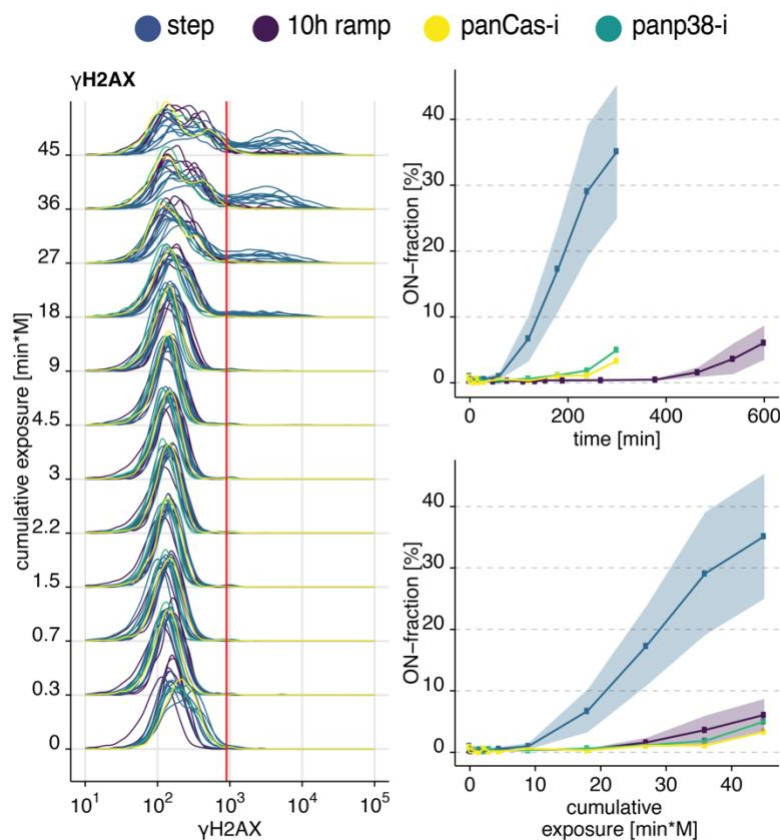 step 10h ramp panCas-i panp38-i
γH2AX
cumulative exposure [min*M]
45
36
27
18
9
4.5
3
2.2
1.5
0.7
0.3
0
10¹ 10² 10³ 10⁴ 10⁵
γH2AX
ON−fraction [%]
40
30
20
10
0
0 200 400 600
time [min]
ON−fraction [%]
40
30
20
10
0
0 10 20 30 40
cumulative
exposure [min*M]